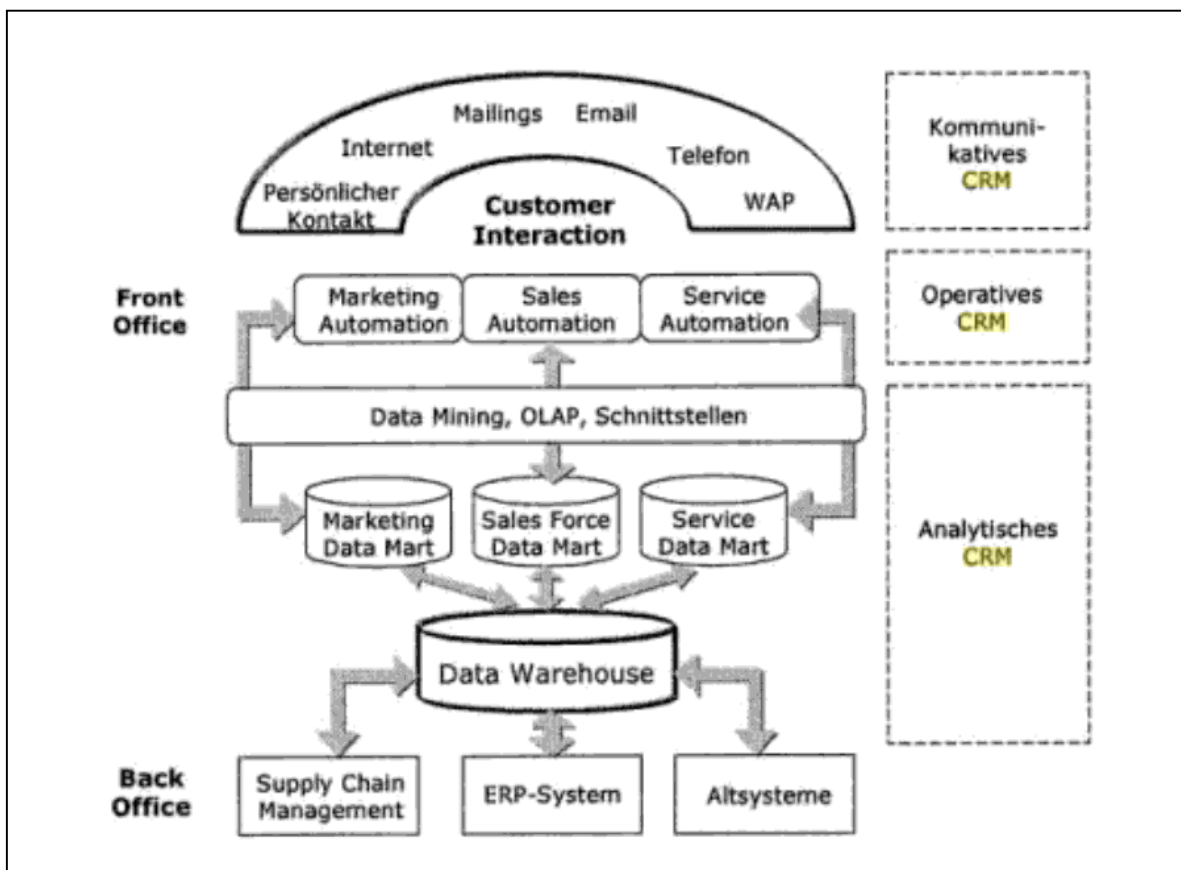 Mailings Email
Internet
Telefon
Persönlicher
Kontakt
WAP
Customer
Interaction
Kommuni-
katives
CRM
Front
Office
Marketing
Automation
Sales
Automation
Service
Automation
Operatives
CRM
Data Mining, OLAP, Schnittstellen
Marketing
Data Mart
Sales Force
Data Mart
Service
Data Mart
Analytisches
CRM
Data Warehouse
Back
Office
Supply Chain
Management
ERP-System
Altsysteme